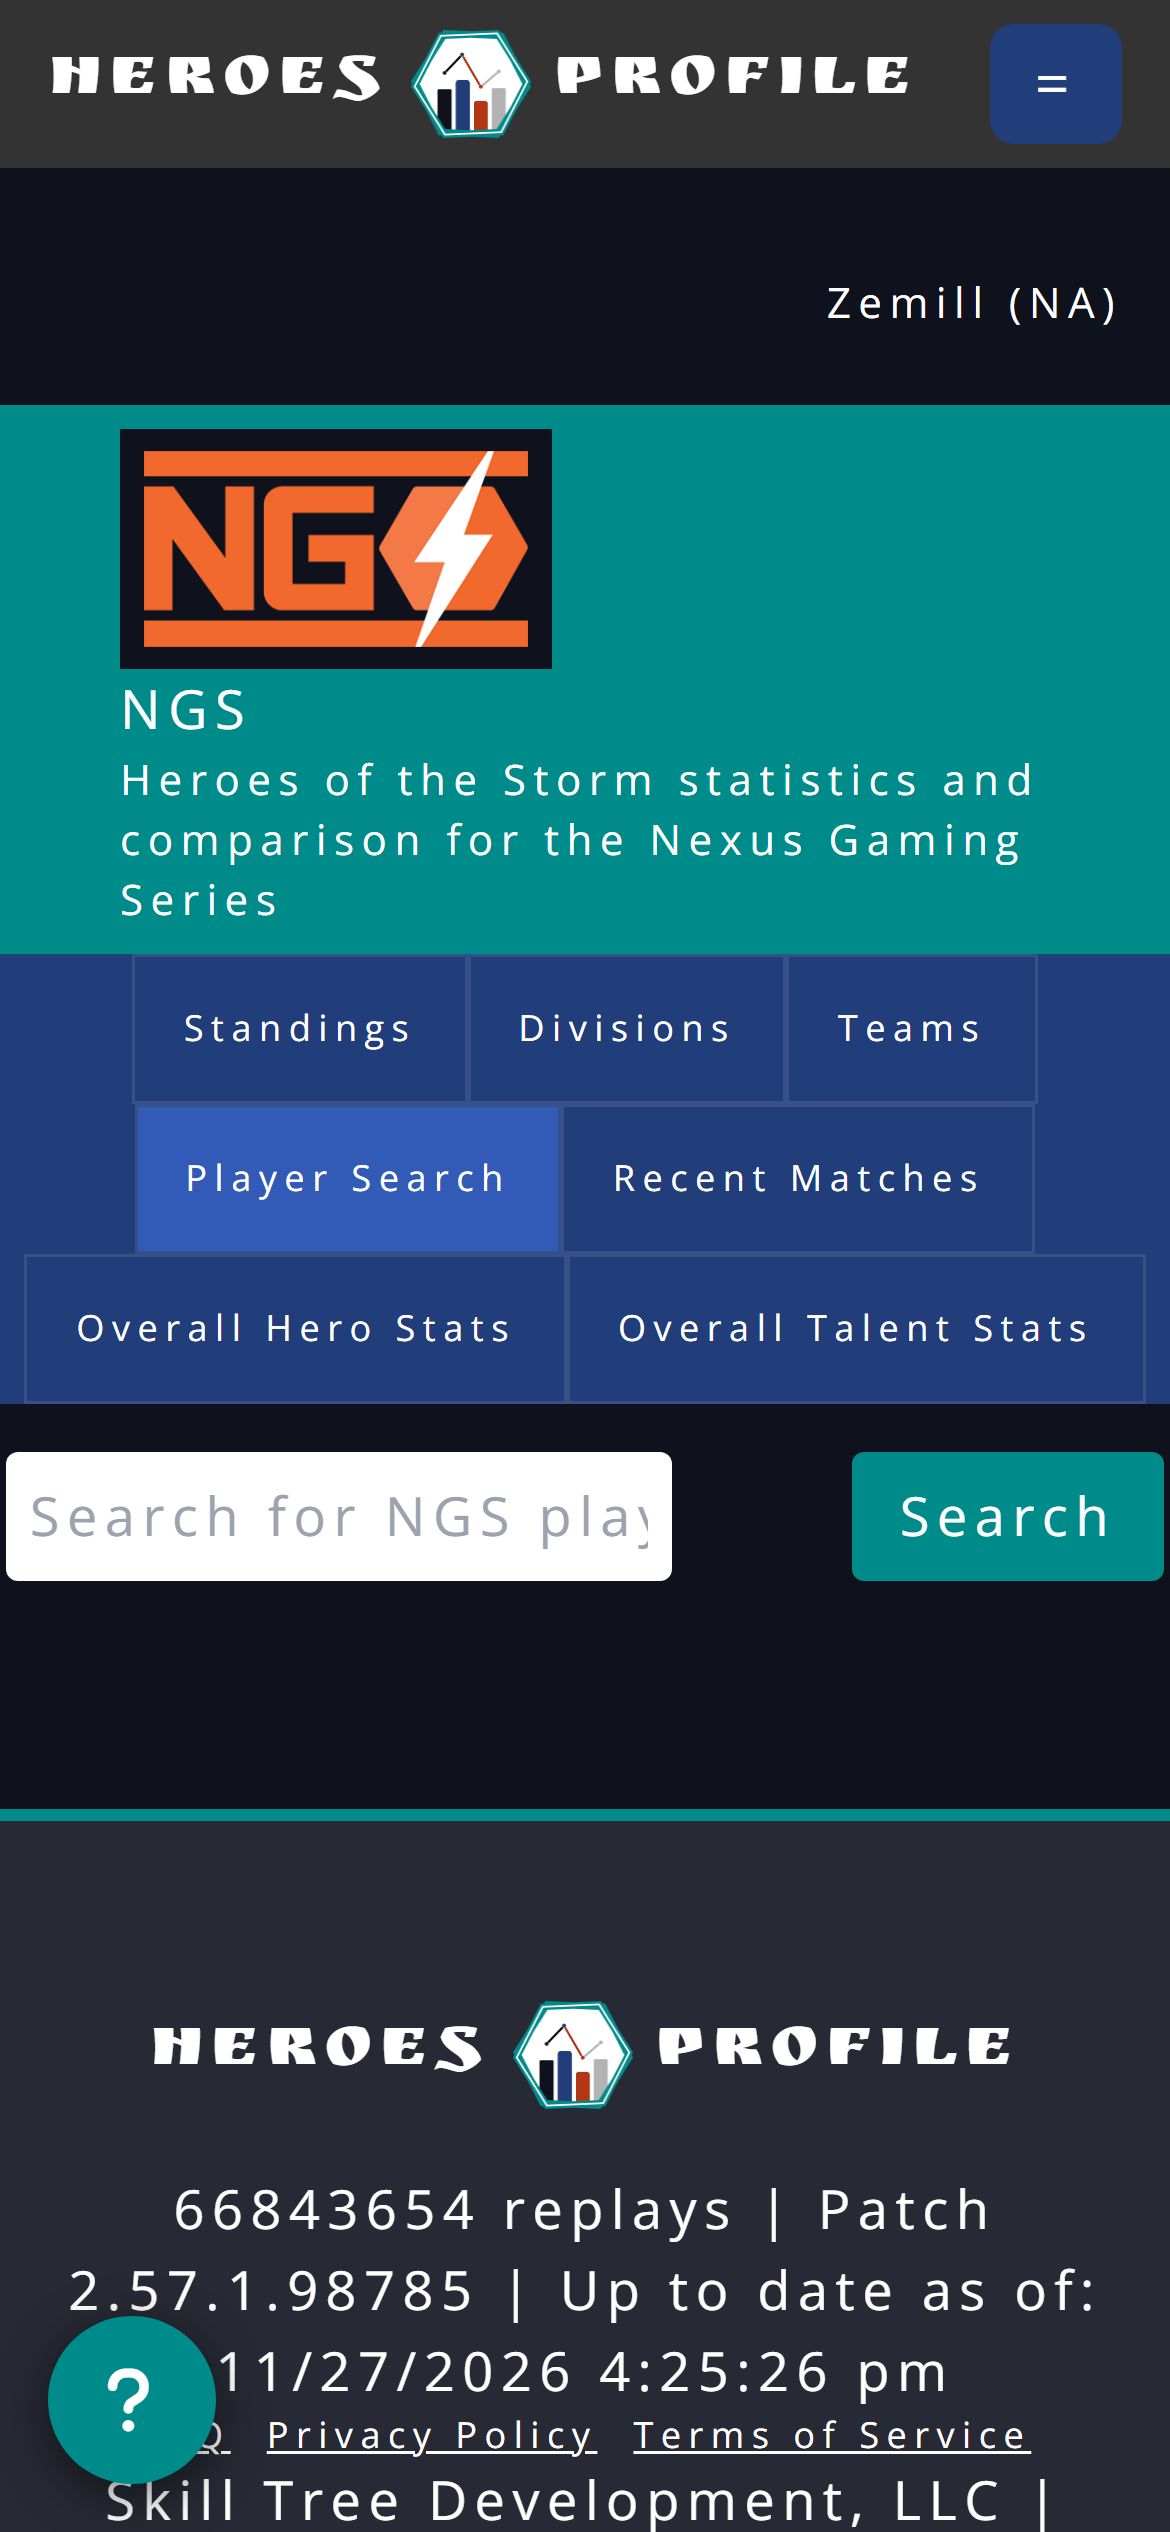 HEROES PROFILE
=
Zemill (NA)
NG
NGS
Heroes of the Storm statistics and
comparison for the Nexus Gaming
Series
Standings Divisions Teams
Player Search Recent Matches
Overall Hero Stats Overall Talent Stats
Search for NGS play
Search
HEROES PROFILE
66843654 replays | Patch
2.57.1.98785 | Up to date as of:
11/27/2026 4:25:26 pm
?
Q Privacy Policy Terms of Service
Skill Tree Development, LLC |